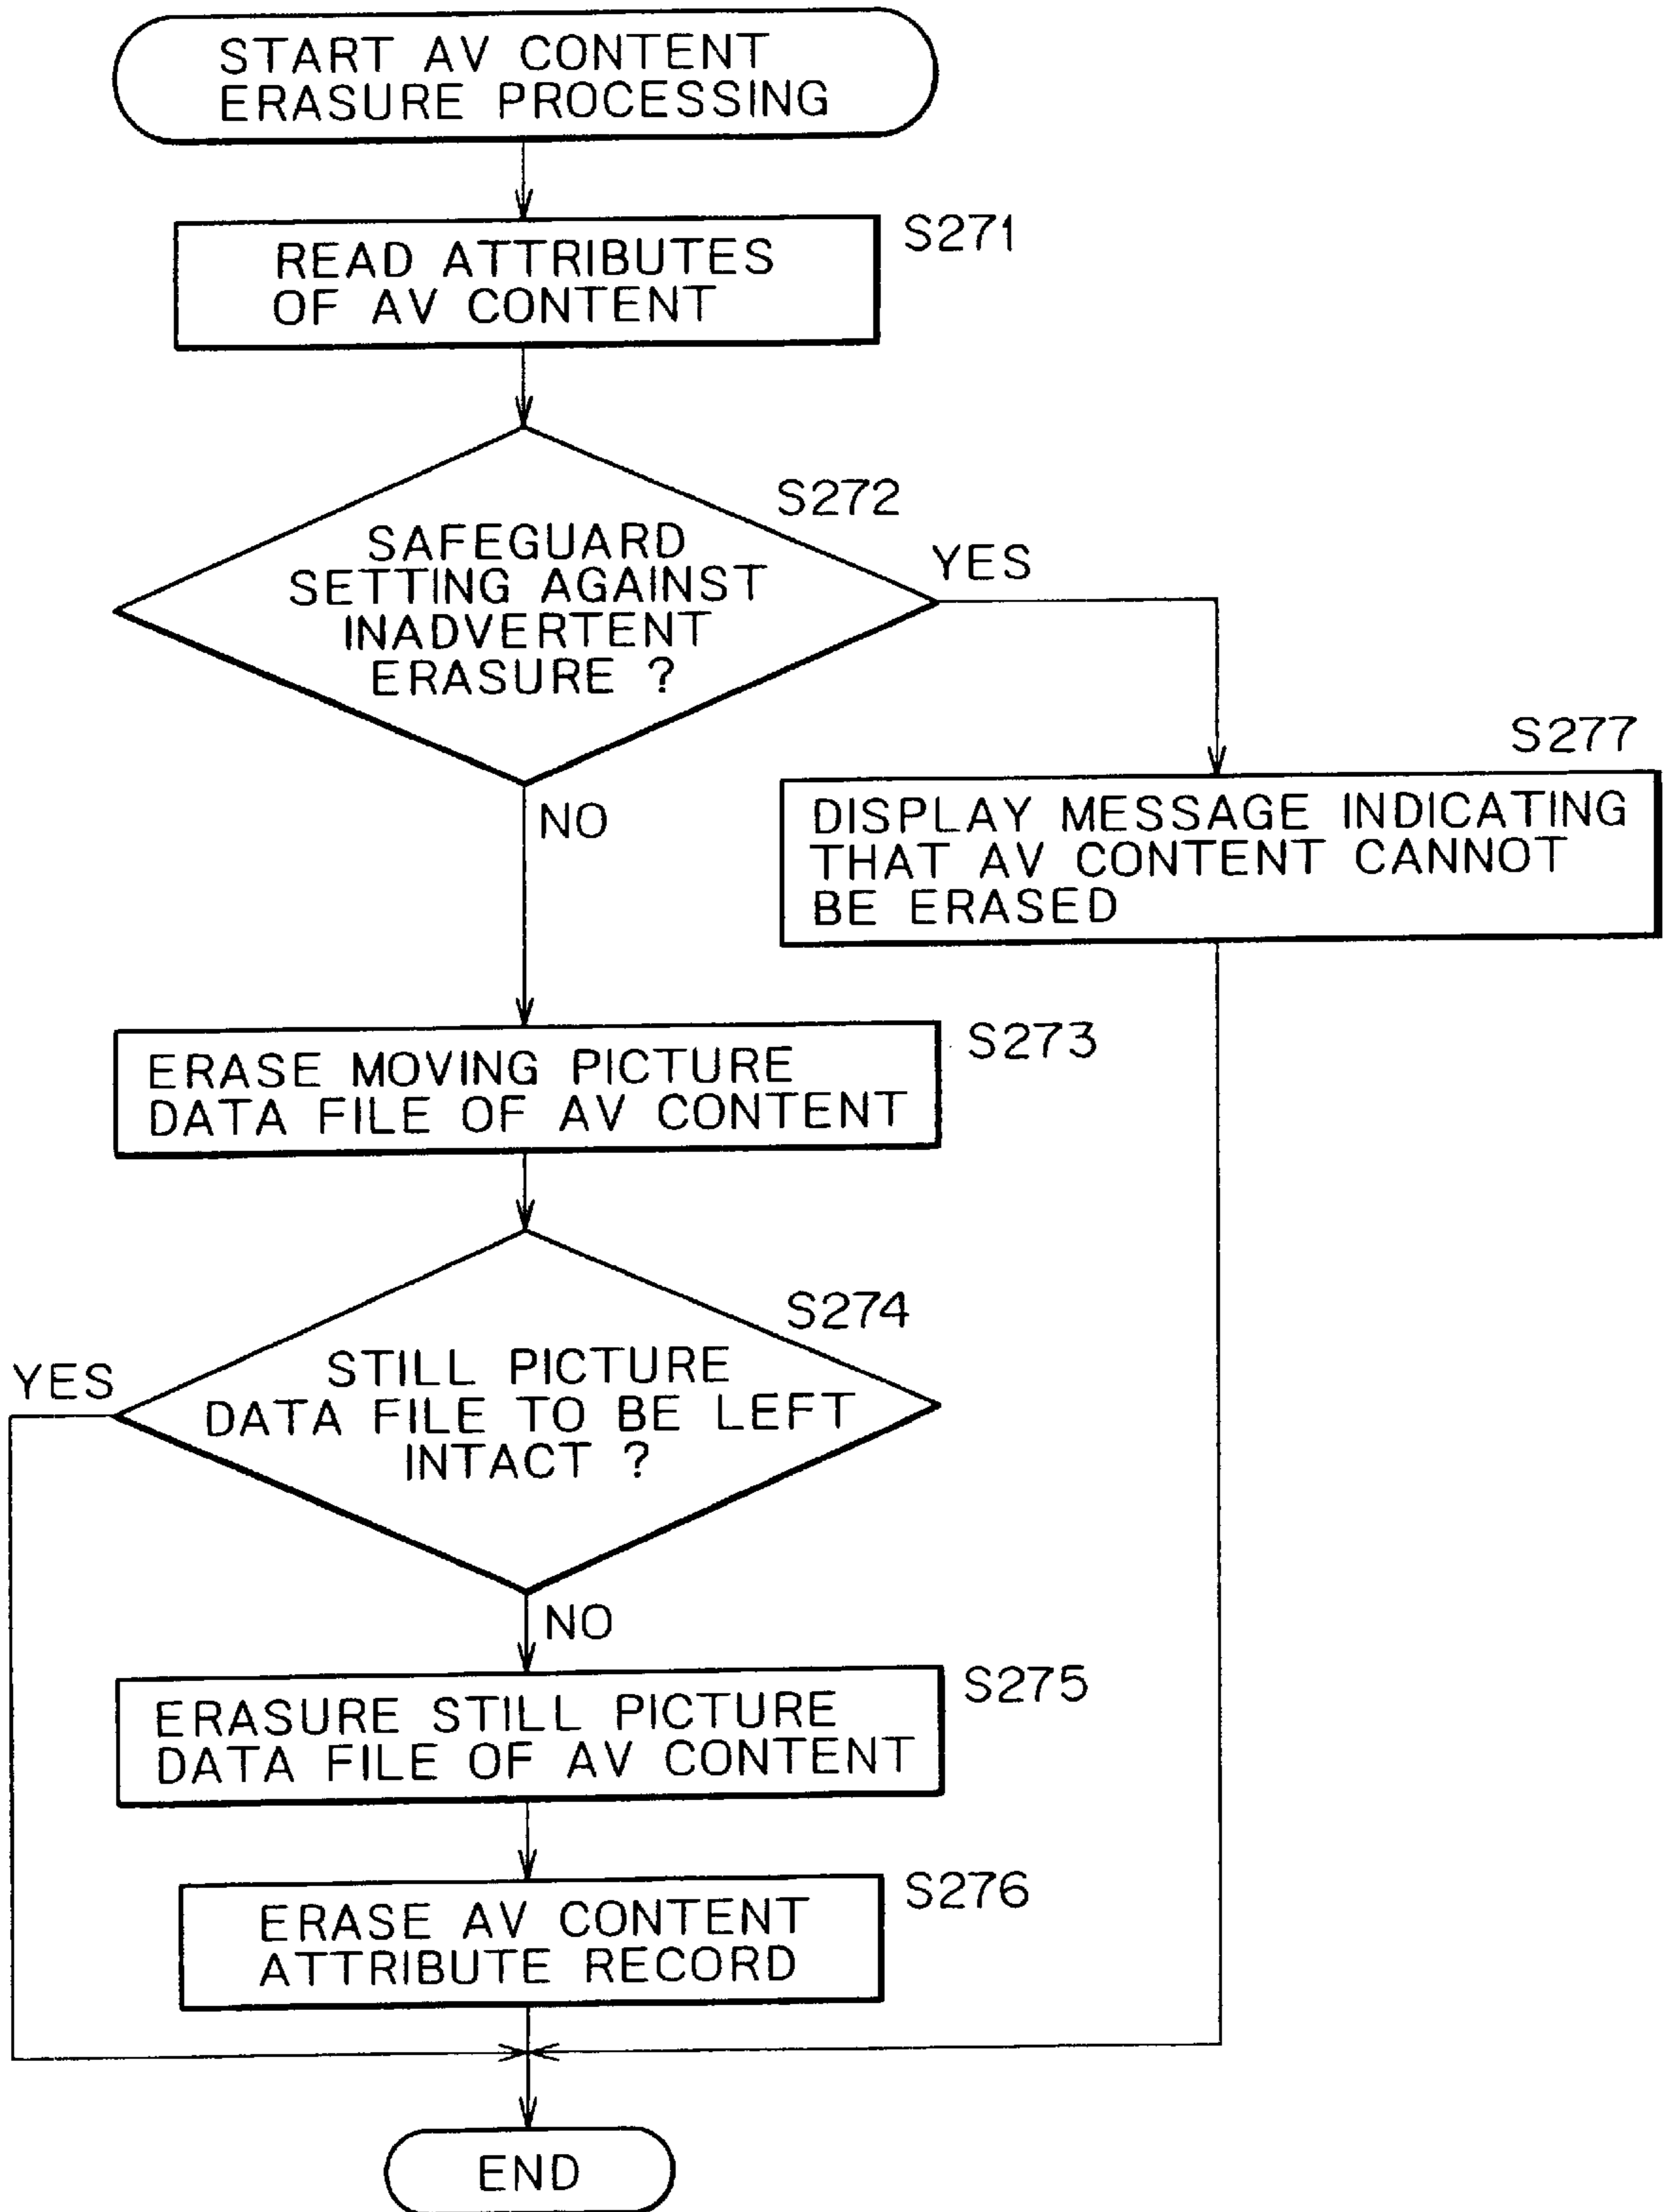 START AV CONTENT
ERASURE PROCESSING
S271
READ ATTRIBUTES
OF AV CONTENT
S272
SAFEGUARD
SETTING AGAINST
INADVERTENT
ERASURE ?
YES
NO
S277
DISPLAY MESSAGE INDICATING
THAT AV CONTENT CANNOT
BE ERASED
S273
ERASE MOVING PICTURE
DATA FILE OF AV CONTENT
S274
STILL PICTURE
DATA FILE TO BE LEFT
INTACT ?
YES
NO
S275
ERASURE STILL PICTURE
DATA FILE OF AV CONTENT
S276
ERASE AV CONTENT
ATTRIBUTE RECORD
END